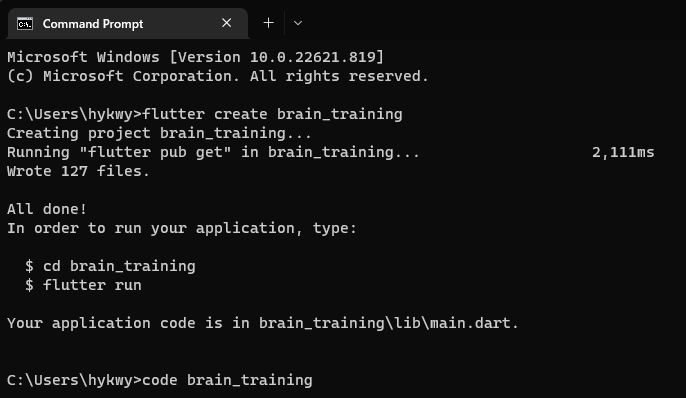 Command Prompt
Microsoft Windows [Version 10.0.22621.819]
(c) Microsoft Corporation. All rights reserved.
C:\Users\hykwy>flutter create brain_training
Creating project brain_training...
Running "flutter pub get" in brain_training... 2,111ms
Wrote 127 files.
All done!
In order to run your application, type:
$ cd brain_training
$ flutter run
Your application code is in brain_training\lib\main.dart.
C:\Users\hykwy>code brain_training